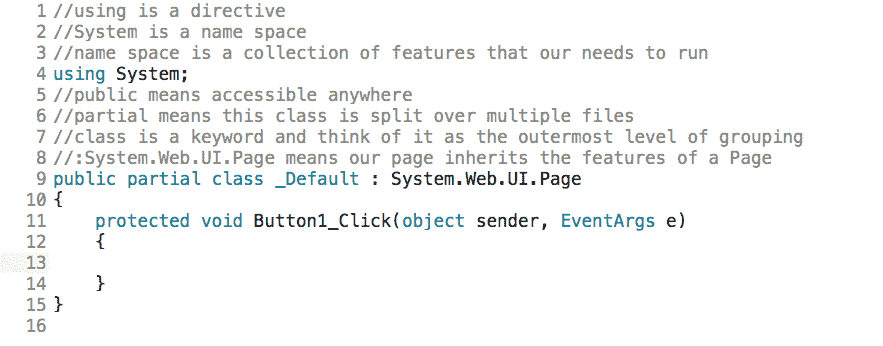 1 //using is a directive
2 //System is a name space
3 //name space is a collection of features that our needs to run
4 using System;
5 //public means accessible anywhere
6 //partial means this class is split over multiple files
7 //class is a keyword and think of it as the outermost level of grouping
8 //:System.Web.UI.Page means our page inherits the features of a Page
9 public partial class _Default : System.Web.UI.Page
10 {
11     protected void Button1_Click(object sender, EventArgs e)
12     {
13
14     }
15 }
16